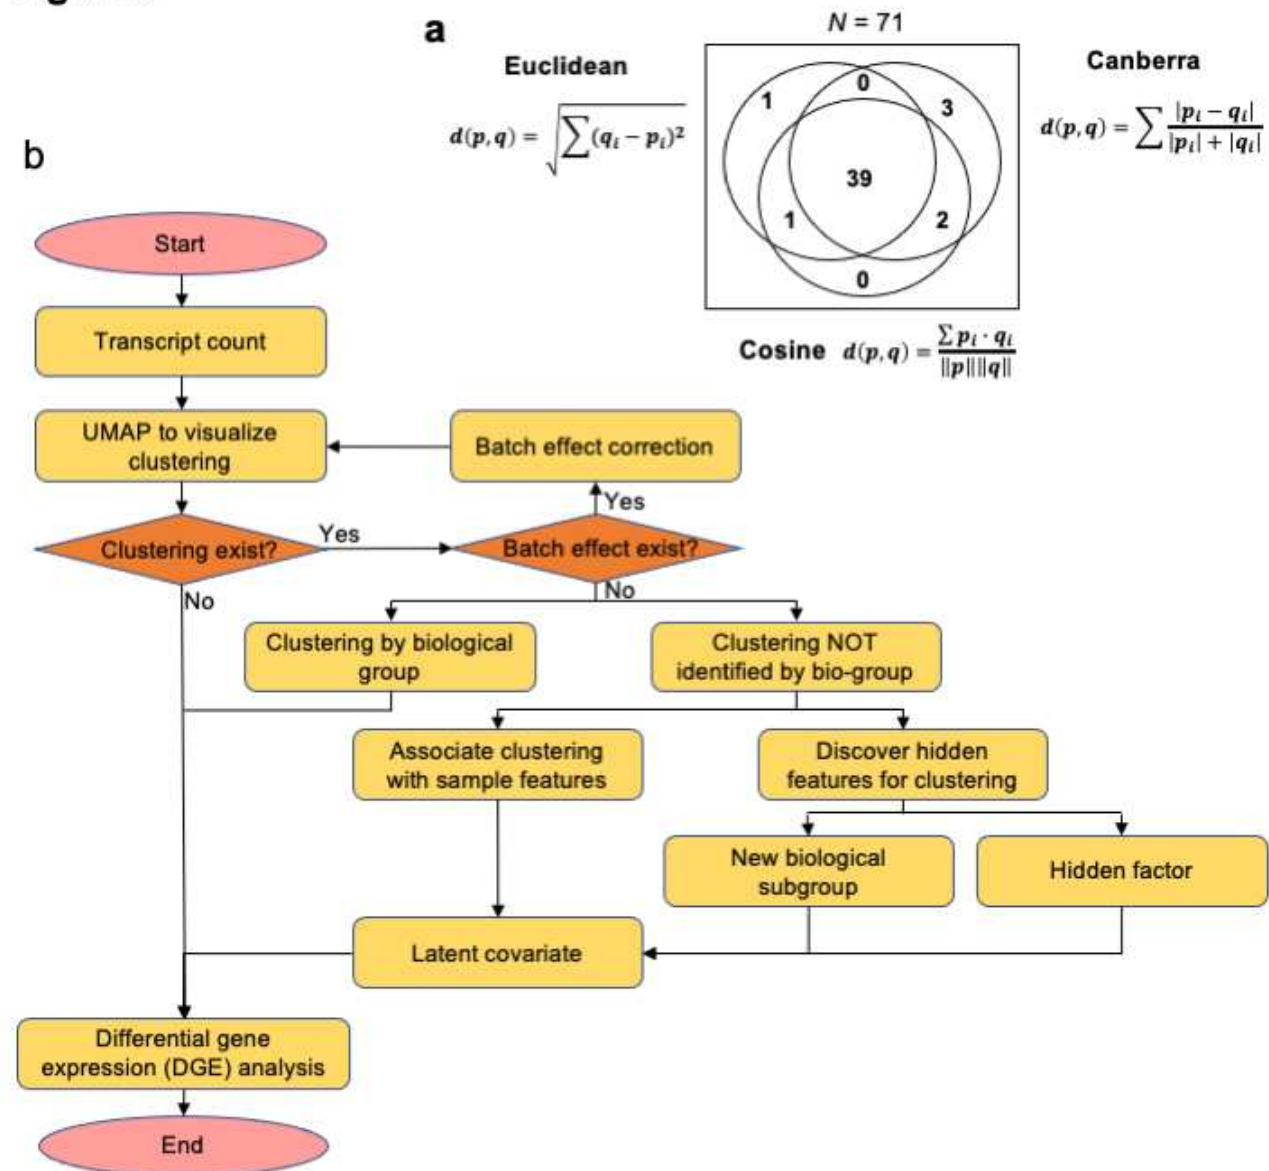 a
N = 71
Euclidean
d(p,q) = √∑(qᵢ − pᵢ)²
Canberra
d(p,q) = ∑ |pᵢ − qᵢ| / |pᵢ| + |qᵢ|
1
0
3
39
1
2
0
Cosine d(p,q) = ∑ pᵢ · qᵢ / ‖p‖‖q‖
b
Start
Transcript count
UMAP to visualize
clustering
Batch effect correction
Yes
Clustering exist?
Yes
Batch effect exist?
No
No
Clustering by biological
group
Clustering NOT
identified by bio-group
Associate clustering
with sample features
Discover hidden
features for clustering
New biological
subgroup
Hidden factor
Latent covariate
Differential gene
expression (DGE) analysis
End